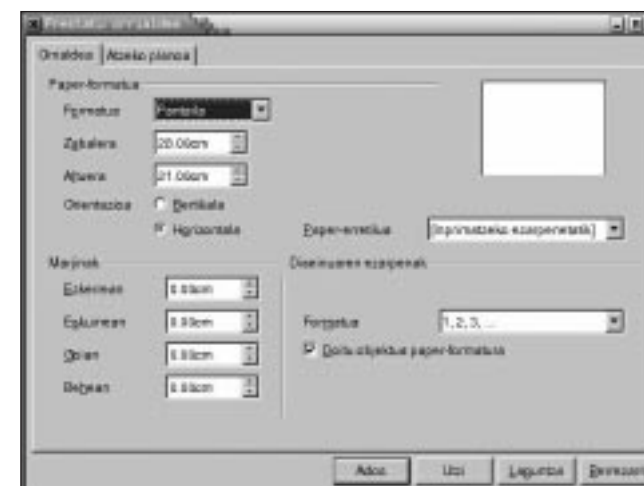 Orrialdea Atzeko planoa
Paper-formatua
Formatua Pantaila
Zabalera 28.00cm
Altuera 21.00cm
Orientazioa Bertikala
Horizontala
Paper-erretilua [Inprimatzeko ezarpenetatik]
Marjinak
Diseinuaren ezarpenak
Ezkerrean 0.00cm
Eskuinean 0.00cm
Goian 0.00cm
Behean 0.00cm
Formatua 1, 2, 3, ...
Doitu objektua paper-formatura
Ados Utzi Laguntza